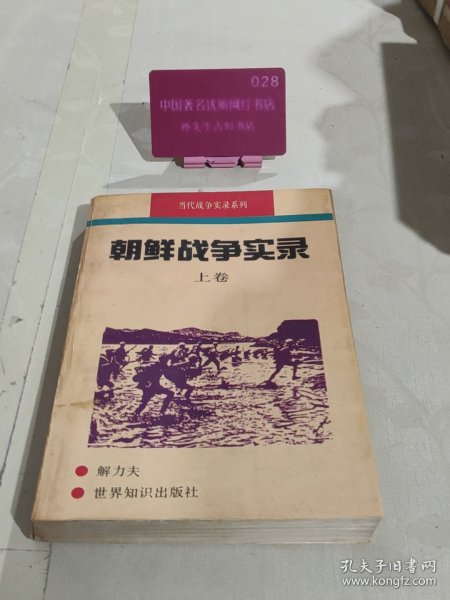 028
中国著名优质网红书店
孙先生古旧书店
当代战争实录系列
朝鲜战争实录
上卷
解力夫
世界知识出版社
孔夫子旧书网
www.kongfz.com